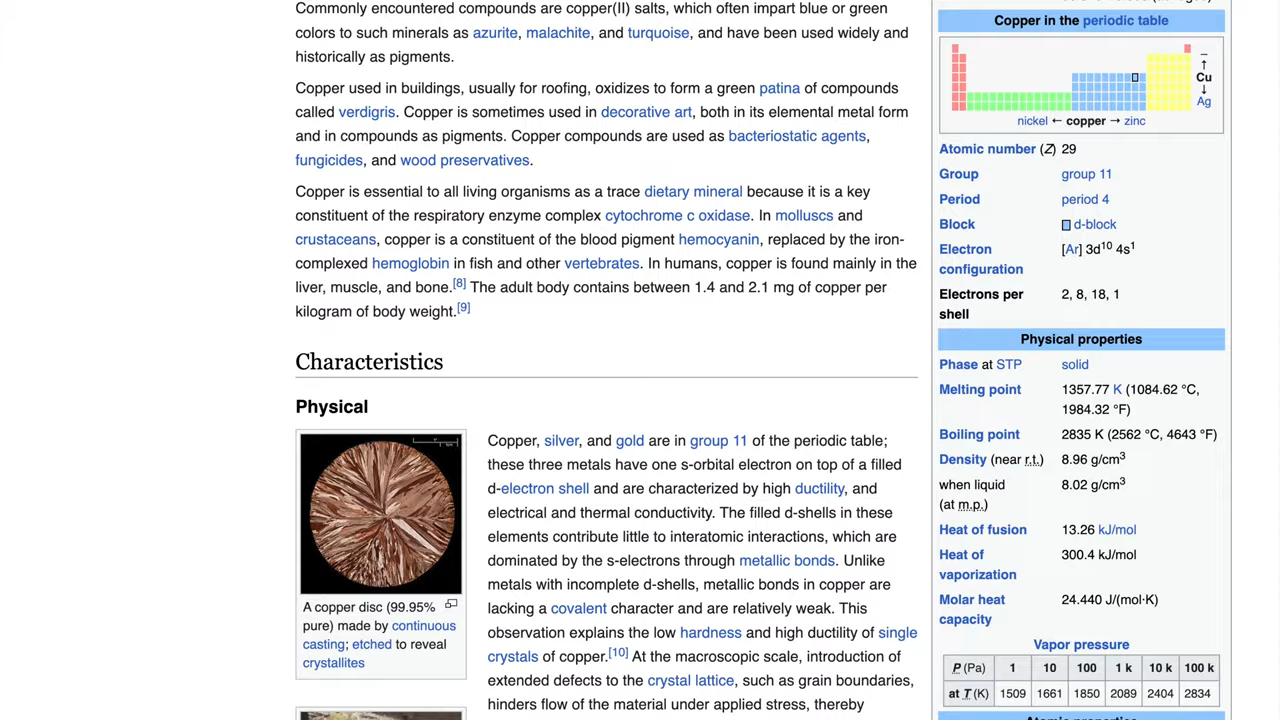 Commonly encountered compounds are copper(II) salts, which often impart blue or green
colors to such minerals as azurite, malachite, and turquoise, and have been used widely and
historically as pigments.
Copper used in buildings, usually for roofing, oxidizes to form a green patina of compounds
called verdigris. Copper is sometimes used in decorative art, both in its elemental metal form
and in compounds as pigments. Copper compounds are used as bacteriostatic agents,
fungicides, and wood preservatives.
Copper is essential to all living organisms as a trace dietary mineral because it is a key
constituent of the respiratory enzyme complex cytochrome c oxidase. In molluscs and
crustaceans, copper is a constituent of the blood pigment hemocyanin, replaced by the iron-
complexed hemoglobin in fish and other vertebrates. In humans, copper is found mainly in the
liver, muscle, and bone.[8] The adult body contains between 1.4 and 2.1 mg of copper per
kilogram of body weight.[9]
Characteristics
Physical
A copper disc (99.95%
pure) made by continuous
casting; etched to reveal
crystallites
Copper, silver, and gold are in group 11 of the periodic table;
these three metals have one s-orbital electron on top of a filled
d-electron shell and are characterized by high ductility, and
electrical and thermal conductivity. The filled d-shells in these
elements contribute little to interatomic interactions, which are
dominated by the s-electrons through metallic bonds. Unlike
metals with incomplete d-shells, metallic bonds in copper are
lacking a covalent character and are relatively weak. This
observation explains the low hardness and high ductility of single
crystals of copper.[10] At the macroscopic scale, introduction of
extended defects to the crystal lattice, such as grain boundaries,
hinders flow of the material under applied stress, thereby
Copper in the periodic table
–
↑
Cu
↓
Ag
nickel ← copper → zinc
Atomic number (Z) 29
Group group 11
Period period 4
Block d-block
Electron configuration [Ar] 3d¹⁰ 4s¹
Electrons per shell 2, 8, 18, 1
Physical properties
Phase at STP solid
Melting point 1357.77 K (1084.62 °C, 1984.32 °F)
Boiling point 2835 K (2562 °C, 4643 °F)
Density (near r.t.) 8.96 g/cm³
when liquid (at m.p.) 8.02 g/cm³
Heat of fusion 13.26 kJ/mol
Heat of vaporization 300.4 kJ/mol
Molar heat capacity 24.440 J/(mol·K)
Vapor pressure
P (Pa) 1 10 100 1 k 10 k 100 k
at T (K) 1509 1661 1850 2089 2404 2834
Atomic properties